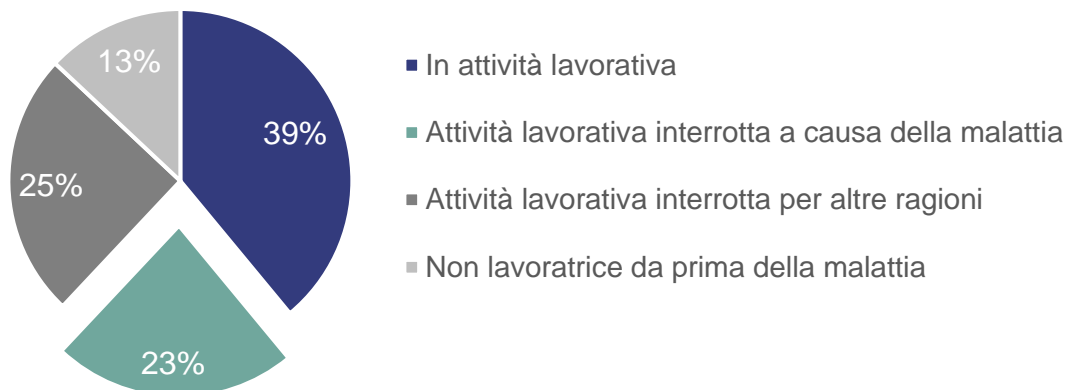 13%
39%
25%
23%
In attività lavorativa
Attività lavorativa interrotta a causa della malattia
Attività lavorativa interrotta per altre ragioni
Non lavoratrice da prima della malattia